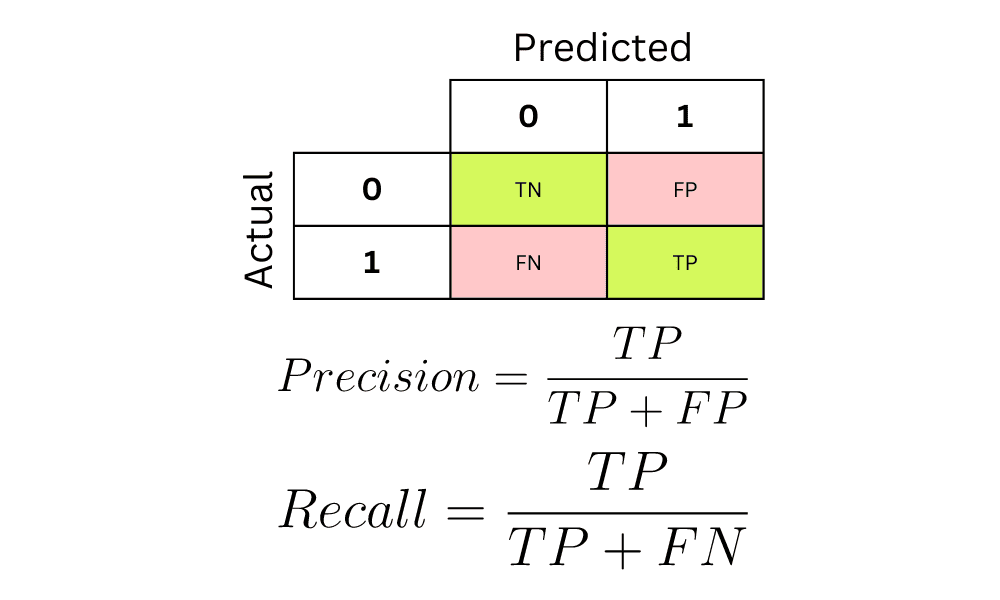 Predicted
0 1
Actual
0 TN FP
1 FN TP
Precision = TP / TP + FP
Recall = TP / TP + FN